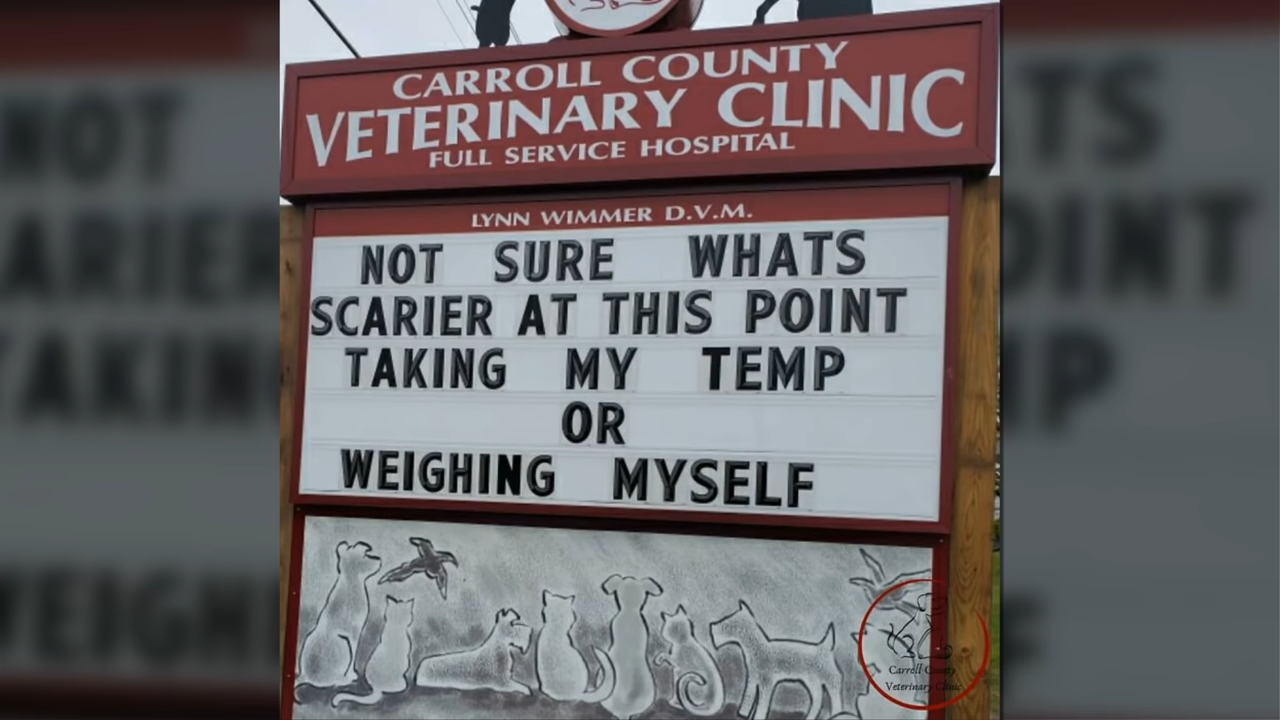 CARROLL COUNTY
VETERINARY CLINIC
FULL SERVICE HOSPITAL
LYNN WIMMER D.V.M.
NOT SURE WHATS
SCARIER AT THIS POINT
TAKING MY TEMP
OR
WEIGHING MYSELF
Carroll County
Veterinary Clinic